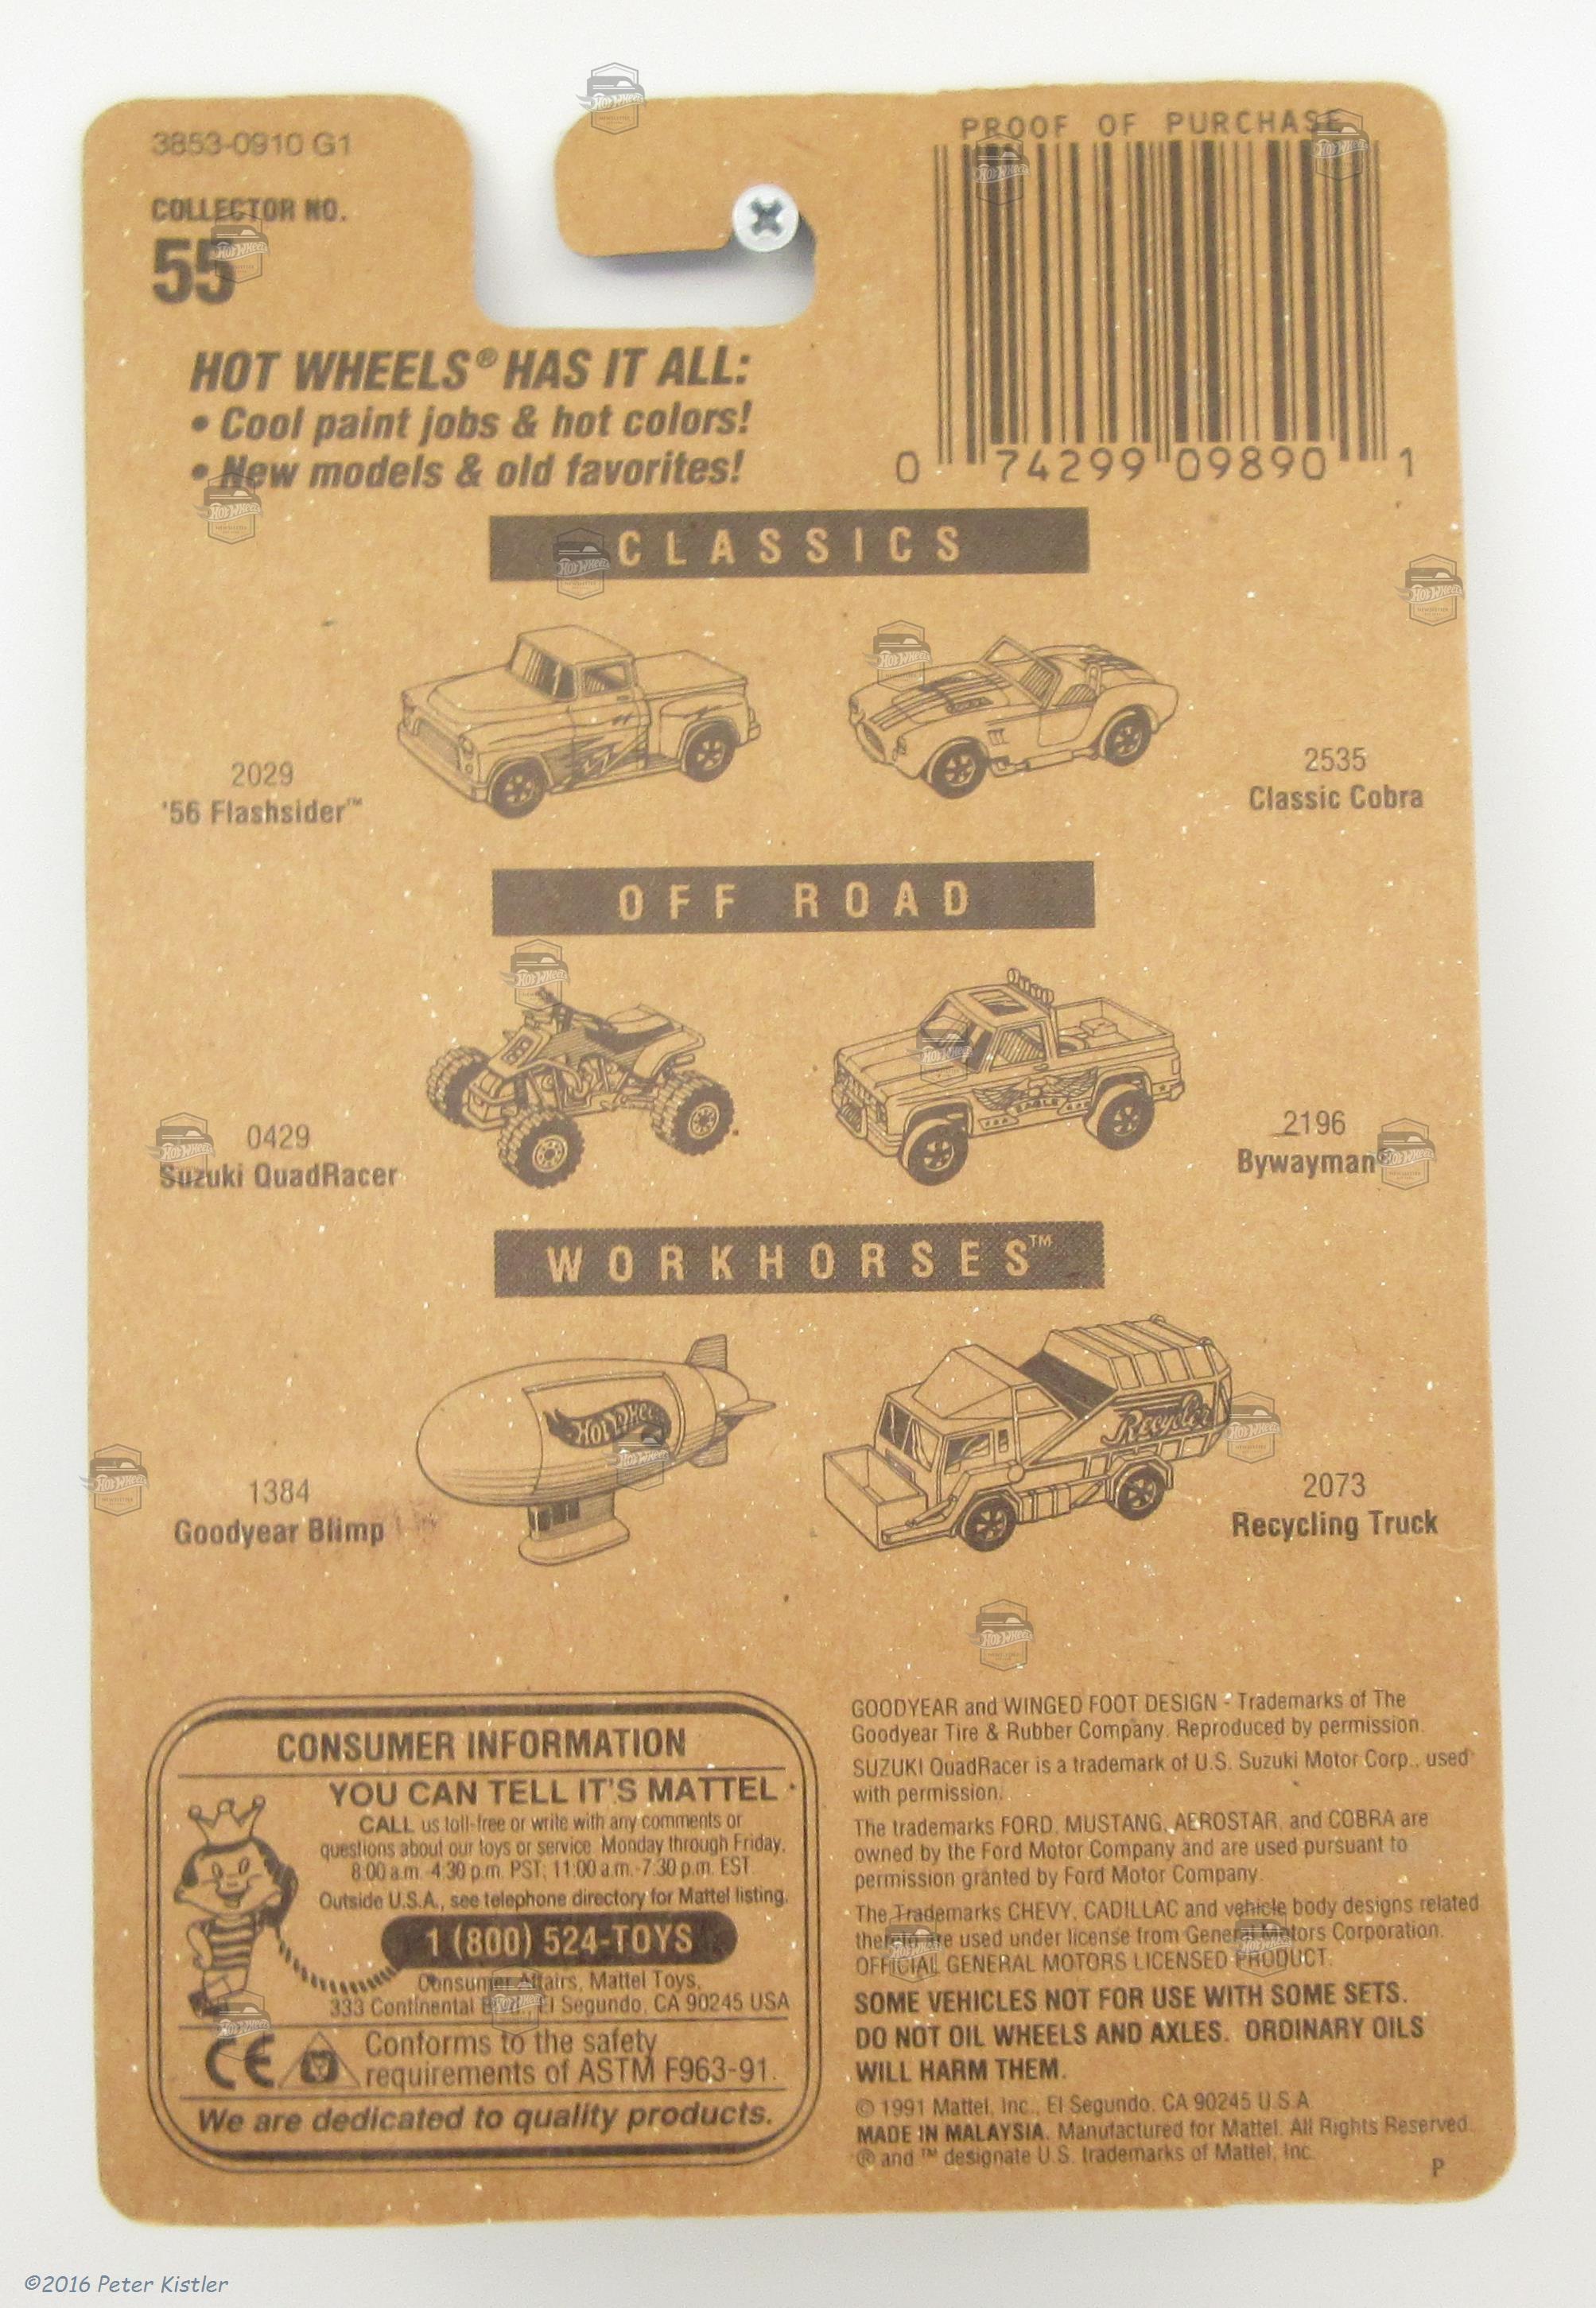 3853-0910 G1
COLLECTOR NO.
55
PROOF OF PURCHASE
0 74299 09890 1
HOT WHEELS® HAS IT ALL:
• Cool paint jobs & hot colors!
• New models & old favorites!
CLASSICS
2029
'56 Flashsider™
2535
Classic Cobra
OFF ROAD
0429
Suzuki QuadRacer
EAGLE
2196
Bywayman
WORKHORSES™
Hot Wheels
1384
Goodyear Blimp
Recycler
2073
Recycling Truck
CONSUMER INFORMATION
YOU CAN TELL IT'S MATTEL
CALL us toll-free or write with any comments or
questions about our toys or service. Monday through Friday,
8:00 a.m.-4:30 p.m. PST; 11:00 a.m.-7:30 p.m. EST.
Outside U.S.A., see telephone directory for Mattel listing.
1 (800) 524-TOYS
Consumer Affairs, Mattel Toys,
333 Continental El Segundo, CA 90245 USA
CE
Conforms to the safety
requirements of ASTM F963-91.
We are dedicated to quality products.
GOODYEAR and WINGED FOOT DESIGN - Trademarks of The
Goodyear Tire & Rubber Company. Reproduced by permission.
SUZUKI QuadRacer is a trademark of U.S. Suzuki Motor Corp., used
with permission.
The trademarks FORD, MUSTANG, AEROSTAR, and COBRA are
owned by the Ford Motor Company and are used pursuant to
permission granted by Ford Motor Company.
The Trademarks CHEVY, CADILLAC and vehicle body designs related
thereto are used under license from General Motors Corporation.
OFFICIAL GENERAL MOTORS LICENSED PRODUCT.
SOME VEHICLES NOT FOR USE WITH SOME SETS.
DO NOT OIL WHEELS AND AXLES. ORDINARY OILS
WILL HARM THEM.
© 1991 Mattel, Inc., El Segundo, CA 90245 U.S.A.
MADE IN MALAYSIA. Manufactured for Mattel. All Rights Reserved.
® and ™ designate U.S. trademarks of Mattel, Inc.
P
©2016 Peter Kistler